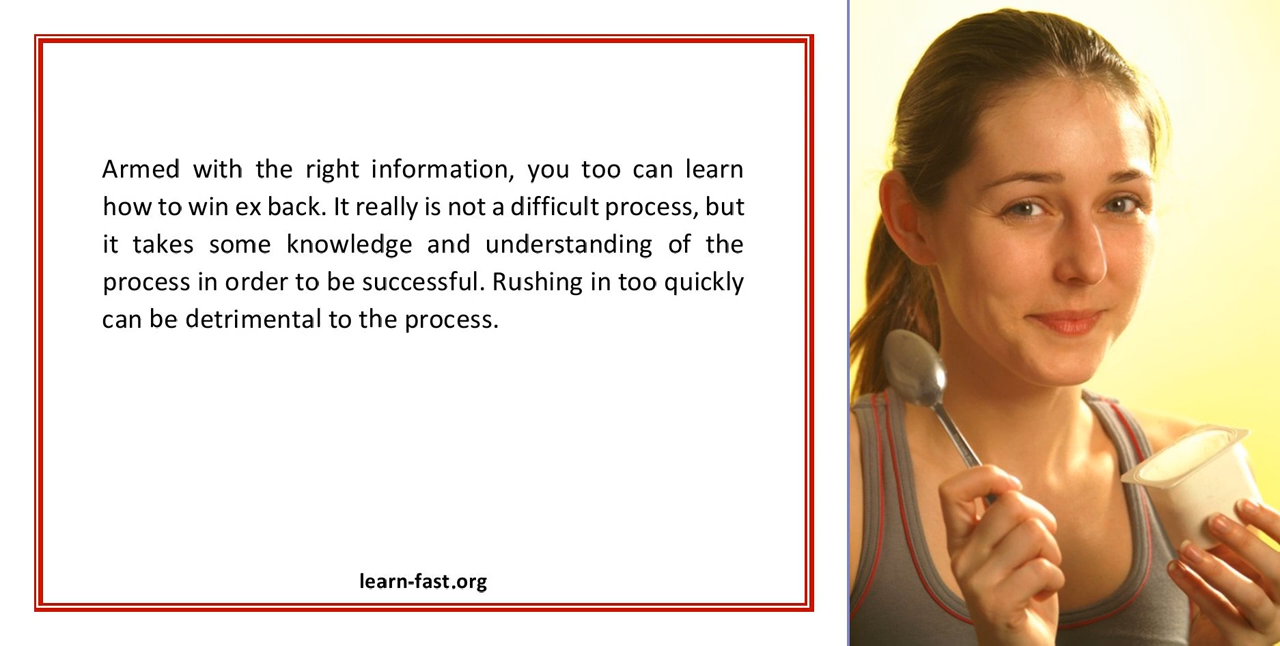 Armed with the right information, you too can learn
how to win ex back. It really is not a difficult process, but
it takes some knowledge and understanding of the
process in order to be successful. Rushing in too quickly
can be detrimental to the process.
learn-fast.org